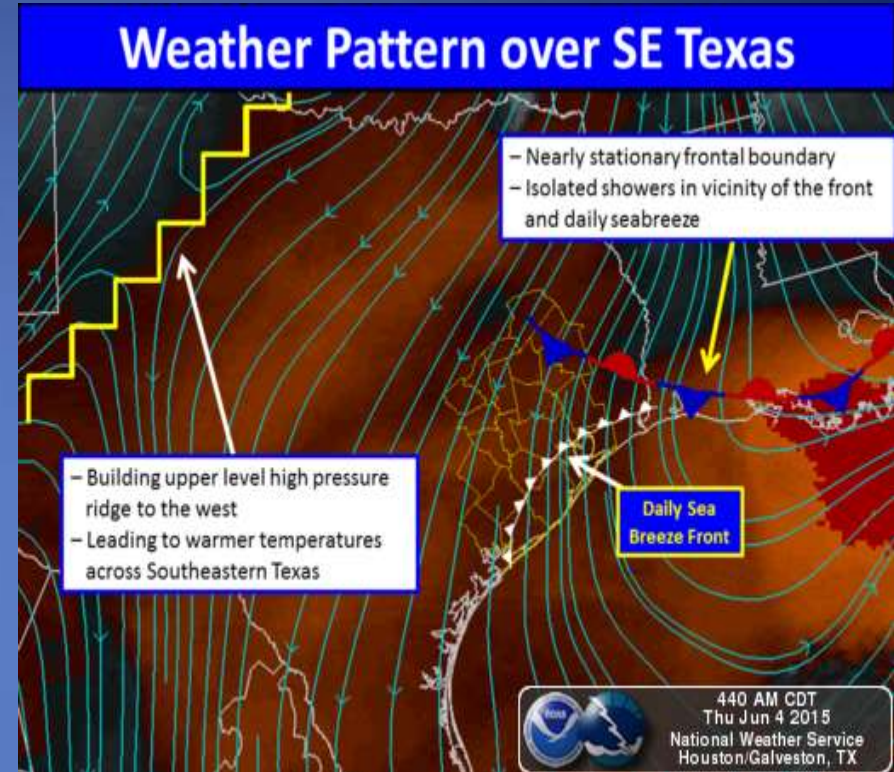 Weather Pattern over SE Texas
– Nearly stationary frontal boundary
– Isolated showers in vicinity of the front
and daily seabreeze
– Building upper level high pressure
ridge to the west
– Leading to warmer temperatures
across Southeastern Texas
Daily Sea
Breeze Front
noaa
440 AM CDT
Thu Jun 4 2015
National Weather Service
Houston/Galveston, TX